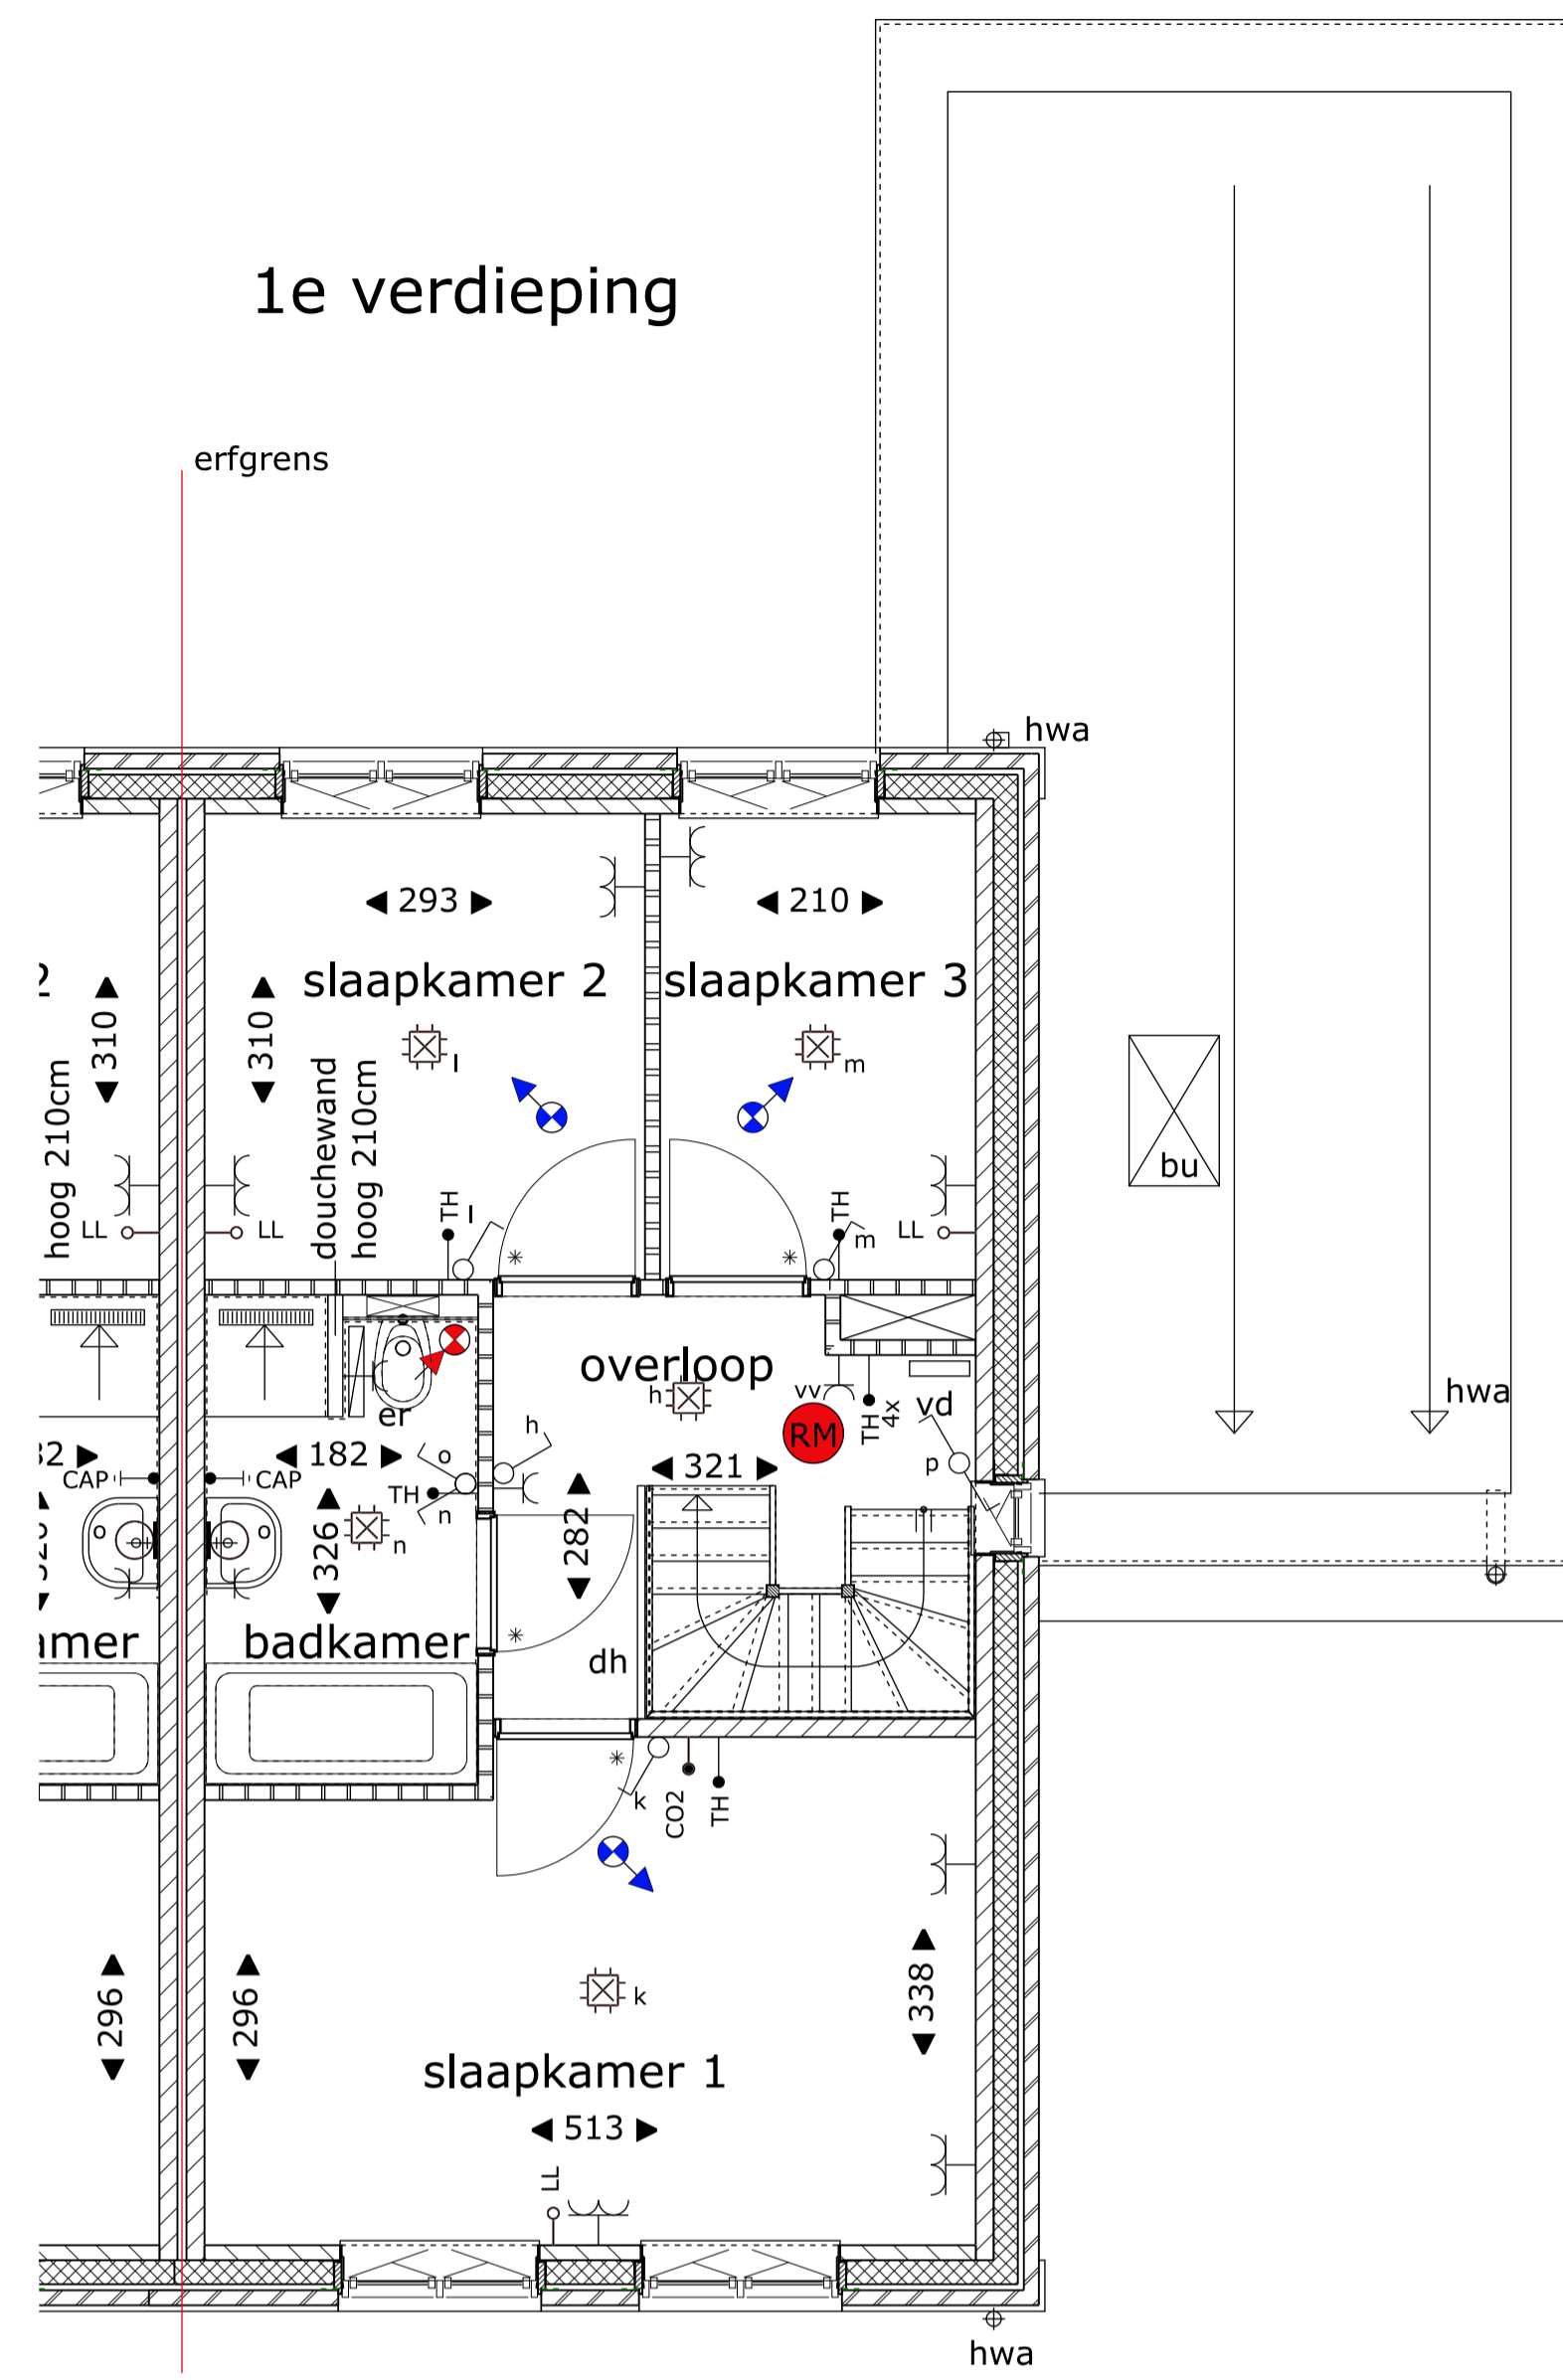 1e verdieping
erfgrens
hwa
293
210
2
slaapkamer 2
slaapkamer 3
310
310
hoog 210cm
douchewand
hoog 210cm
l
m
bu
LL
LL
TH
l
TH
m
LL
overloop
h
vv
RM
TH
4x
vd
hwa
er
h
o
182
321
p
CAP
CAP
TH
n
n
o
o
326
282
amer
badkamer
dh
k
CO2
TH
296
296
k
338
slaapkamer 1
513
LL
hwa